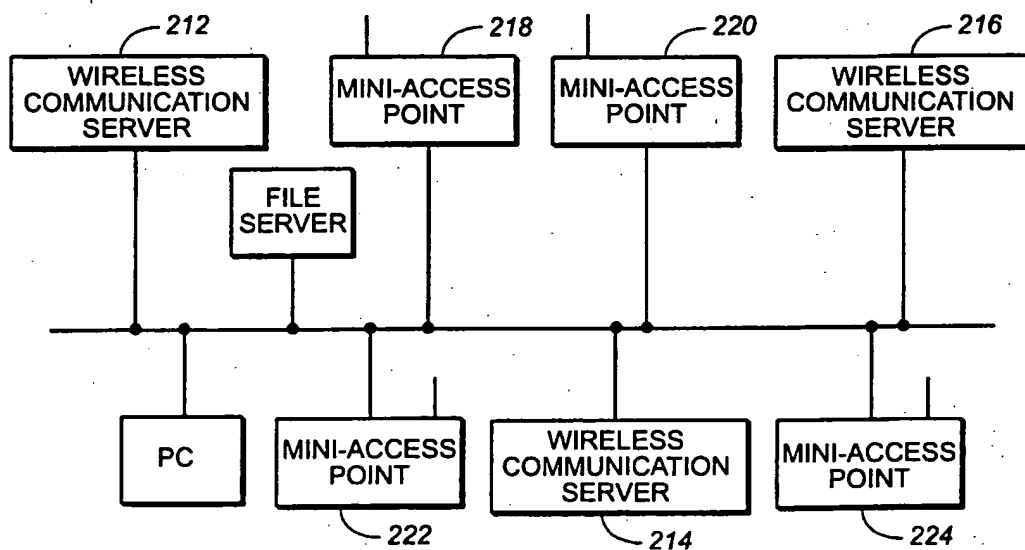 212
218
220
216
WIRELESS
COMMUNICATION
SERVER
MINI-ACCESS
POINT
MINI-ACCESS
POINT
WIRELESS
COMMUNICATION
SERVER
FILE
SERVER
PC
MINI-ACCESS
POINT
WIRELESS
COMMUNICATION
SERVER
MINI-ACCESS
POINT
222
214
224